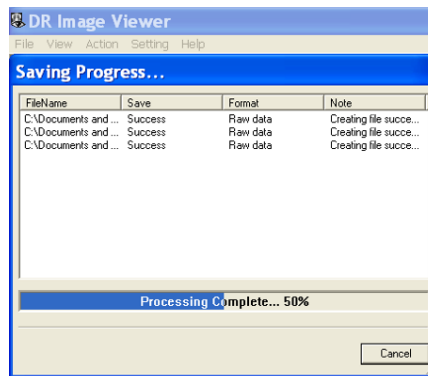 DR Image Viewer
File View Action Setting Help
Saving Progress...
FileName Save Format Note
C:\Documents and ... Success Raw data Creating file succe...
C:\Documents and ... Success Raw data Creating file succe...
C:\Documents and ... Success Raw data Creating file succe...
Processing Complete... 50%
Cancel